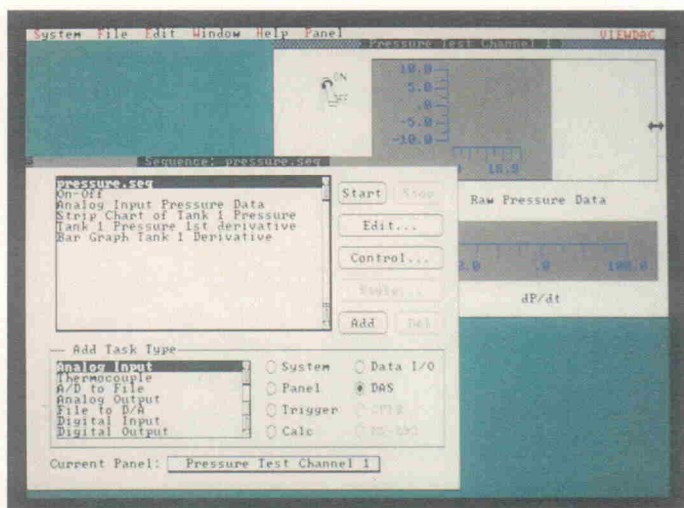 System File Edit Window Help Panel VIEWDAC
Pressure Test Channel 1
ON
OFF
10.0
5.0
.0
-5.0
-10.0
18.9
Raw Pressure Data
.0 100.0
dP/dt
Sequence: pressure.seq
pressure.seq
On-Off
Analog Input Pressure Data
Strip Chart of Tank 1 Pressure
Tank 1 Pressure 1st derivative
Bar Graph Tank 1 Derivative
Start Stop
Edit...
Control...
Style...
Add Del
Add Task Type
Analog Input
Thermocouple
A/D to File
Analog Output
File to D/A
Digital Input
Digital Output
System Data I/O
Panel DAS
Trigger
Calc
Current Panel: Pressure Test Channel 1